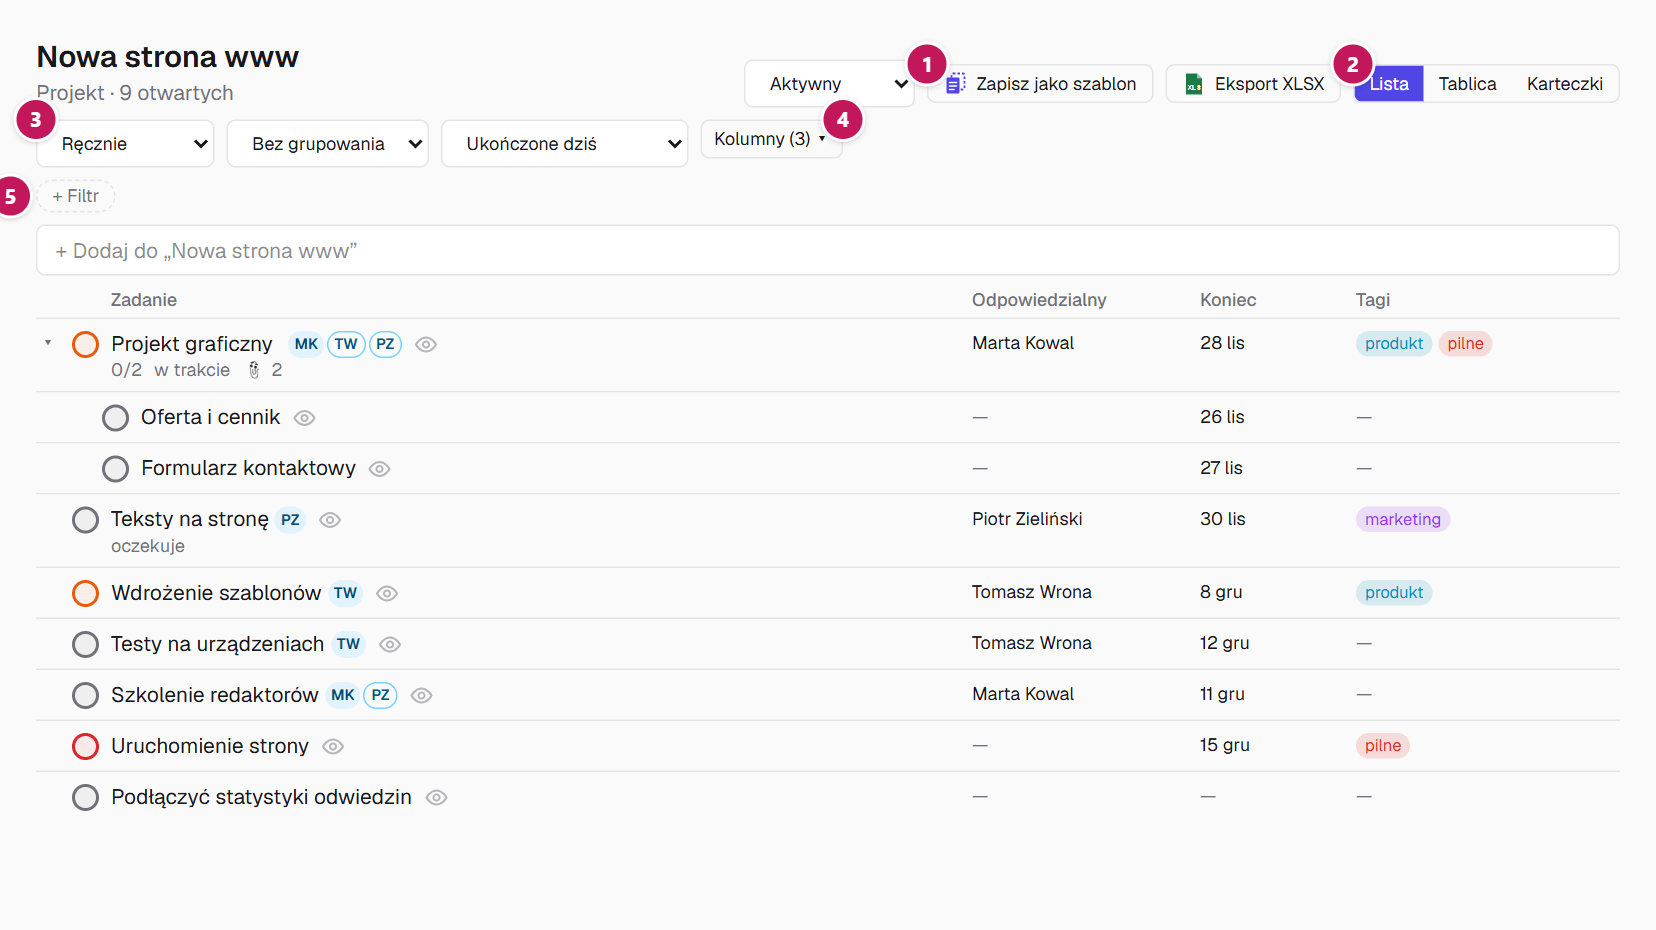 Nowa strona www
Projekt · 9 otwartych
Aktywny
1
Zapisz jako szablon
Eksport XLSX
2
Lista
Tablica
Karteczki
3
Ręcznie
Bez grupowania
Ukończone dziś
Kolumny (3)
4
5
+ Filtr
+ Dodaj do „Nowa strona www”
Zadanie Odpowiedzialny Koniec Tagi
Projekt graficzny MK TW PZ Marta Kowal 28 lis produkt pilne
0/2 w trakcie 2
Oferta i cennik — 26 lis —
Formularz kontaktowy — 27 lis —
Teksty na stronę PZ Piotr Zieliński 30 lis marketing
oczekuje
Wdrożenie szablonów TW Tomasz Wrona 8 gru produkt
Testy na urządzeniach TW Tomasz Wrona 12 gru —
Szkolenie redaktorów MK PZ Marta Kowal 11 gru —
Uruchomienie strony — 15 gru pilne
Podłączyć statystyki odwiedzin — — —